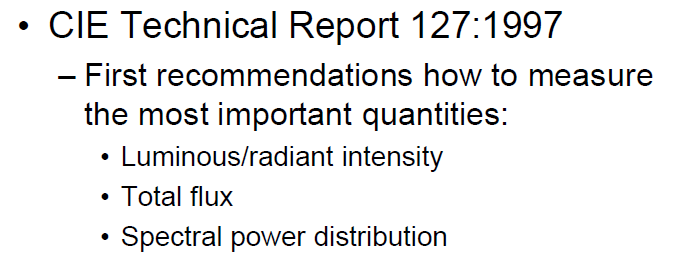 • CIE Technical Report 127:1997
– First recommendations how to measure
the most important quantities:
• Luminous/radiant intensity
• Total flux
• Spectral power distribution